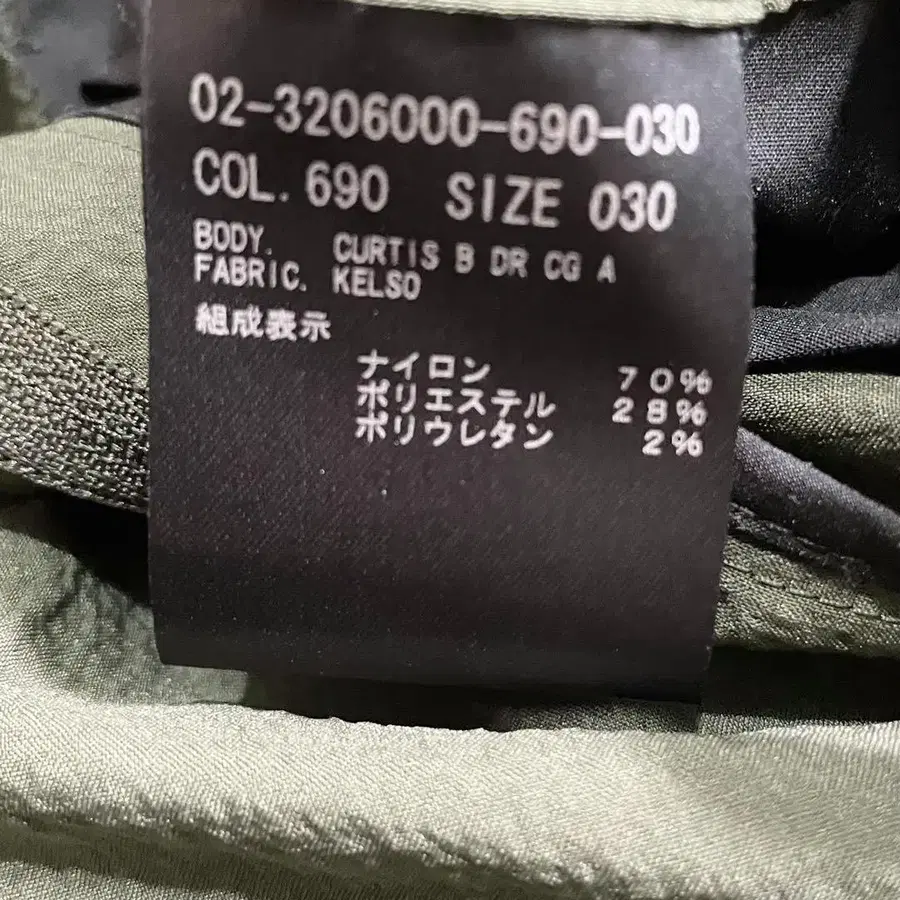 02-3206000-690-030
COL. 690 SIZE 030
BODY. CURTIS B DR CG A
FABRIC. KELSO
組成表示
ナイロン 70%
ポリエステル 28%
ポリウレタン 2%